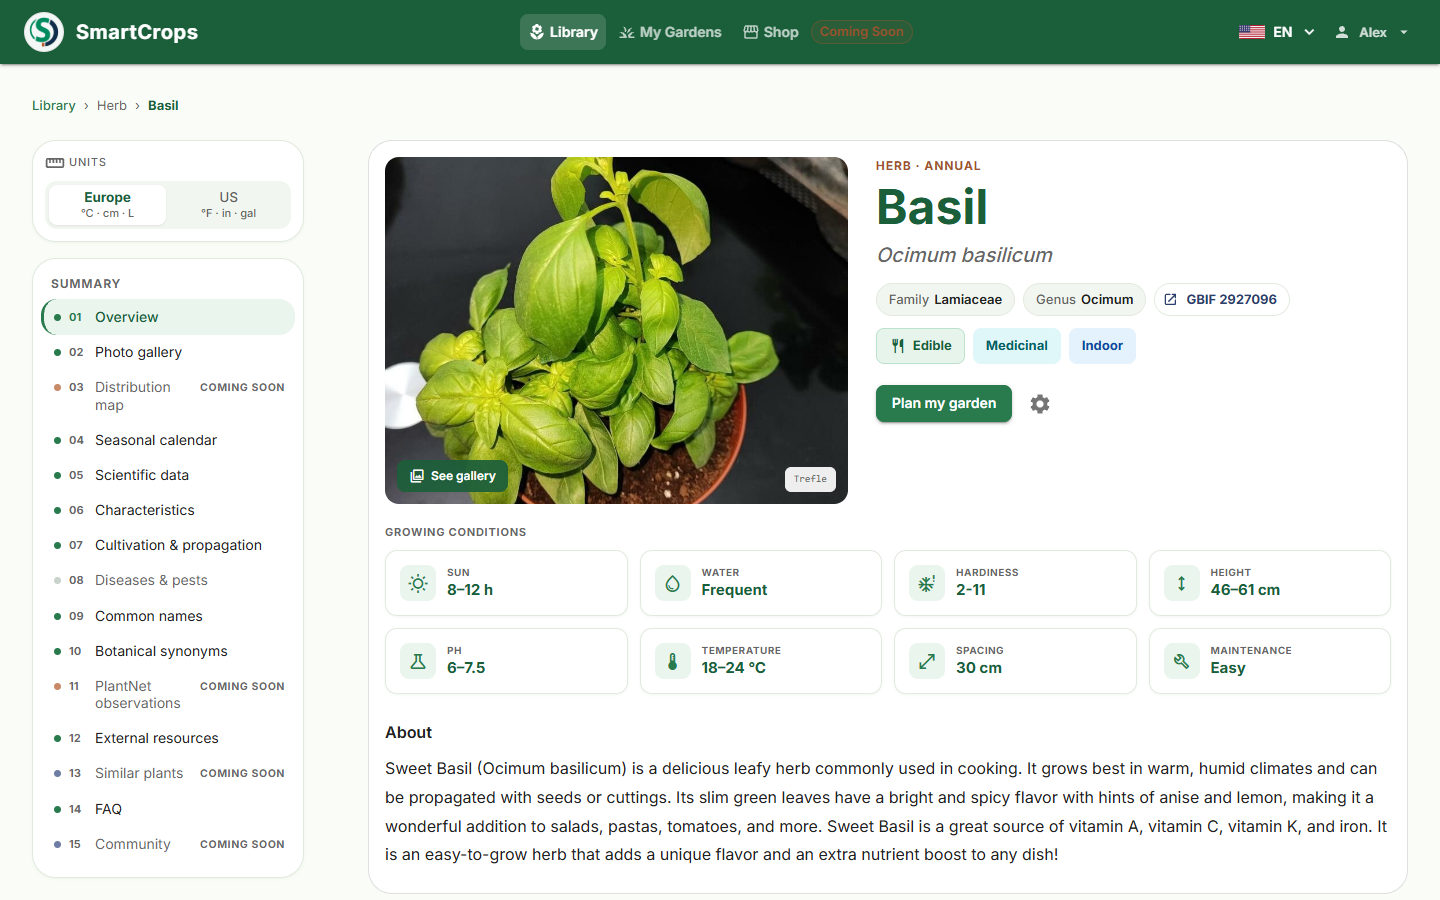 SmartCrops
Library
My Gardens
Shop
Coming Soon
EN
Alex
Library › Herb › Basil
UNITS
Europe
°C · cm · L
US
°F · in · gal
SUMMARY
01 Overview
02 Photo gallery
03 Distribution map COMING SOON
04 Seasonal calendar
05 Scientific data
06 Characteristics
07 Cultivation & propagation
08 Diseases & pests
09 Common names
10 Botanical synonyms
11 PlantNet observations COMING SOON
12 External resources
13 Similar plants COMING SOON
14 FAQ
15 Community COMING SOON
See gallery
Trefle
HERB · ANNUAL
Basil
Ocimum basilicum
Family Lamiaceae
Genus Ocimum
GBIF 2927096
Edible
Medicinal
Indoor
Plan my garden
GROWING CONDITIONS
SUN
8–12 h
WATER
Frequent
HARDINESS
2-11
HEIGHT
46–61 cm
PH
6–7.5
TEMPERATURE
18–24 °C
SPACING
30 cm
MAINTENANCE
Easy
About
Sweet Basil (Ocimum basilicum) is a delicious leafy herb commonly used in cooking. It grows best in warm, humid climates and can
be propagated with seeds or cuttings. Its slim green leaves have a bright and spicy flavor with hints of anise and lemon, making it a
wonderful addition to salads, pastas, tomatoes, and more. Sweet Basil is a great source of vitamin A, vitamin C, vitamin K, and iron. It
is an easy-to-grow herb that adds a unique flavor and an extra nutrient boost to any dish!